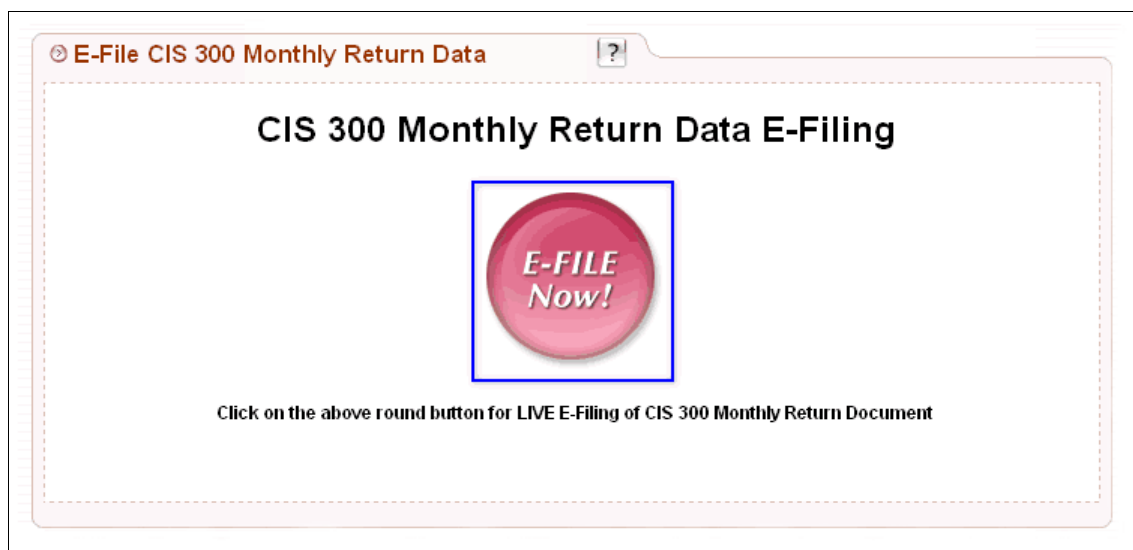 E-File CIS 300 Monthly Return Data
?
CIS 300 Monthly Return Data E-Filing
E-FILE
Now!
Click on the above round button for LIVE E-Filing of CIS 300 Monthly Return Document